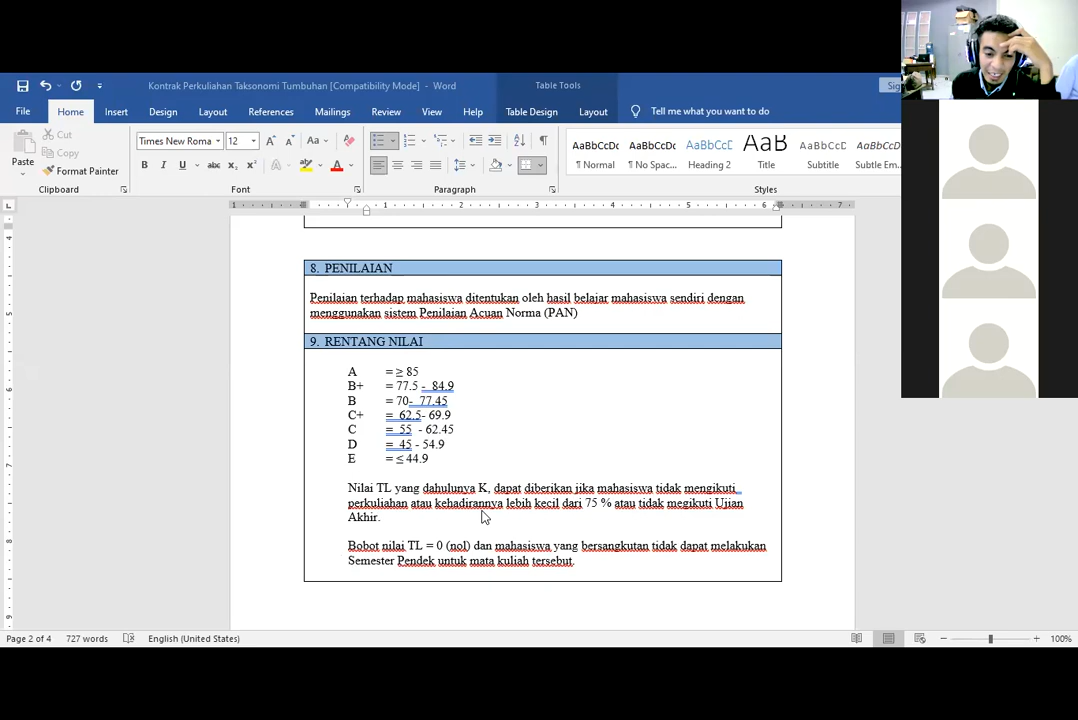 Kontrak Perkuliahan Taksonomi Tumbuhan [Compatibility Mode] - Word
Table Tools
File Home Insert Design Layout References Mailings Review View Help Table Design Layout Tell me what you want to do
Paste
Cut
Copy
Format Painter
Clipboard
Times New Roma 12
Font
Paragraph
AaBbCcDc AaBbCcDc AaBbCcD AaB AaBbCcD AaBbCcD
¶ Normal ¶ No Spac... Heading 2 Title Subtitle Subtle Em...
Styles
8. PENILAIAN
Penilaian terhadap mahasiswa ditentukan oleh hasil belajar mahasiswa sendiri dengan
menggunakan sistem Penilaian Acuan Norma (PAN)
9. RENTANG NILAI
A = ≥ 85
B+ = 77.5 - 84.9
B = 70- 77.45
C+ = 62.5- 69.9
C = 55 - 62.45
D = 45 - 54.9
E = ≤ 44.9
Nilai TL yang dahulunya K, dapat diberikan jika mahasiswa tidak mengikuti
perkuliahan atau kehadirannya lebih kecil dari 75 % atau tidak megikuti Ujian
Akhir.
Bobot nilai TL = 0 (nol) dan mahasiswa yang bersangkutan tidak dapat melakukan
Semester Pendek untuk mata kuliah tersebut.
Page 2 of 4 727 words English (United States) 100%